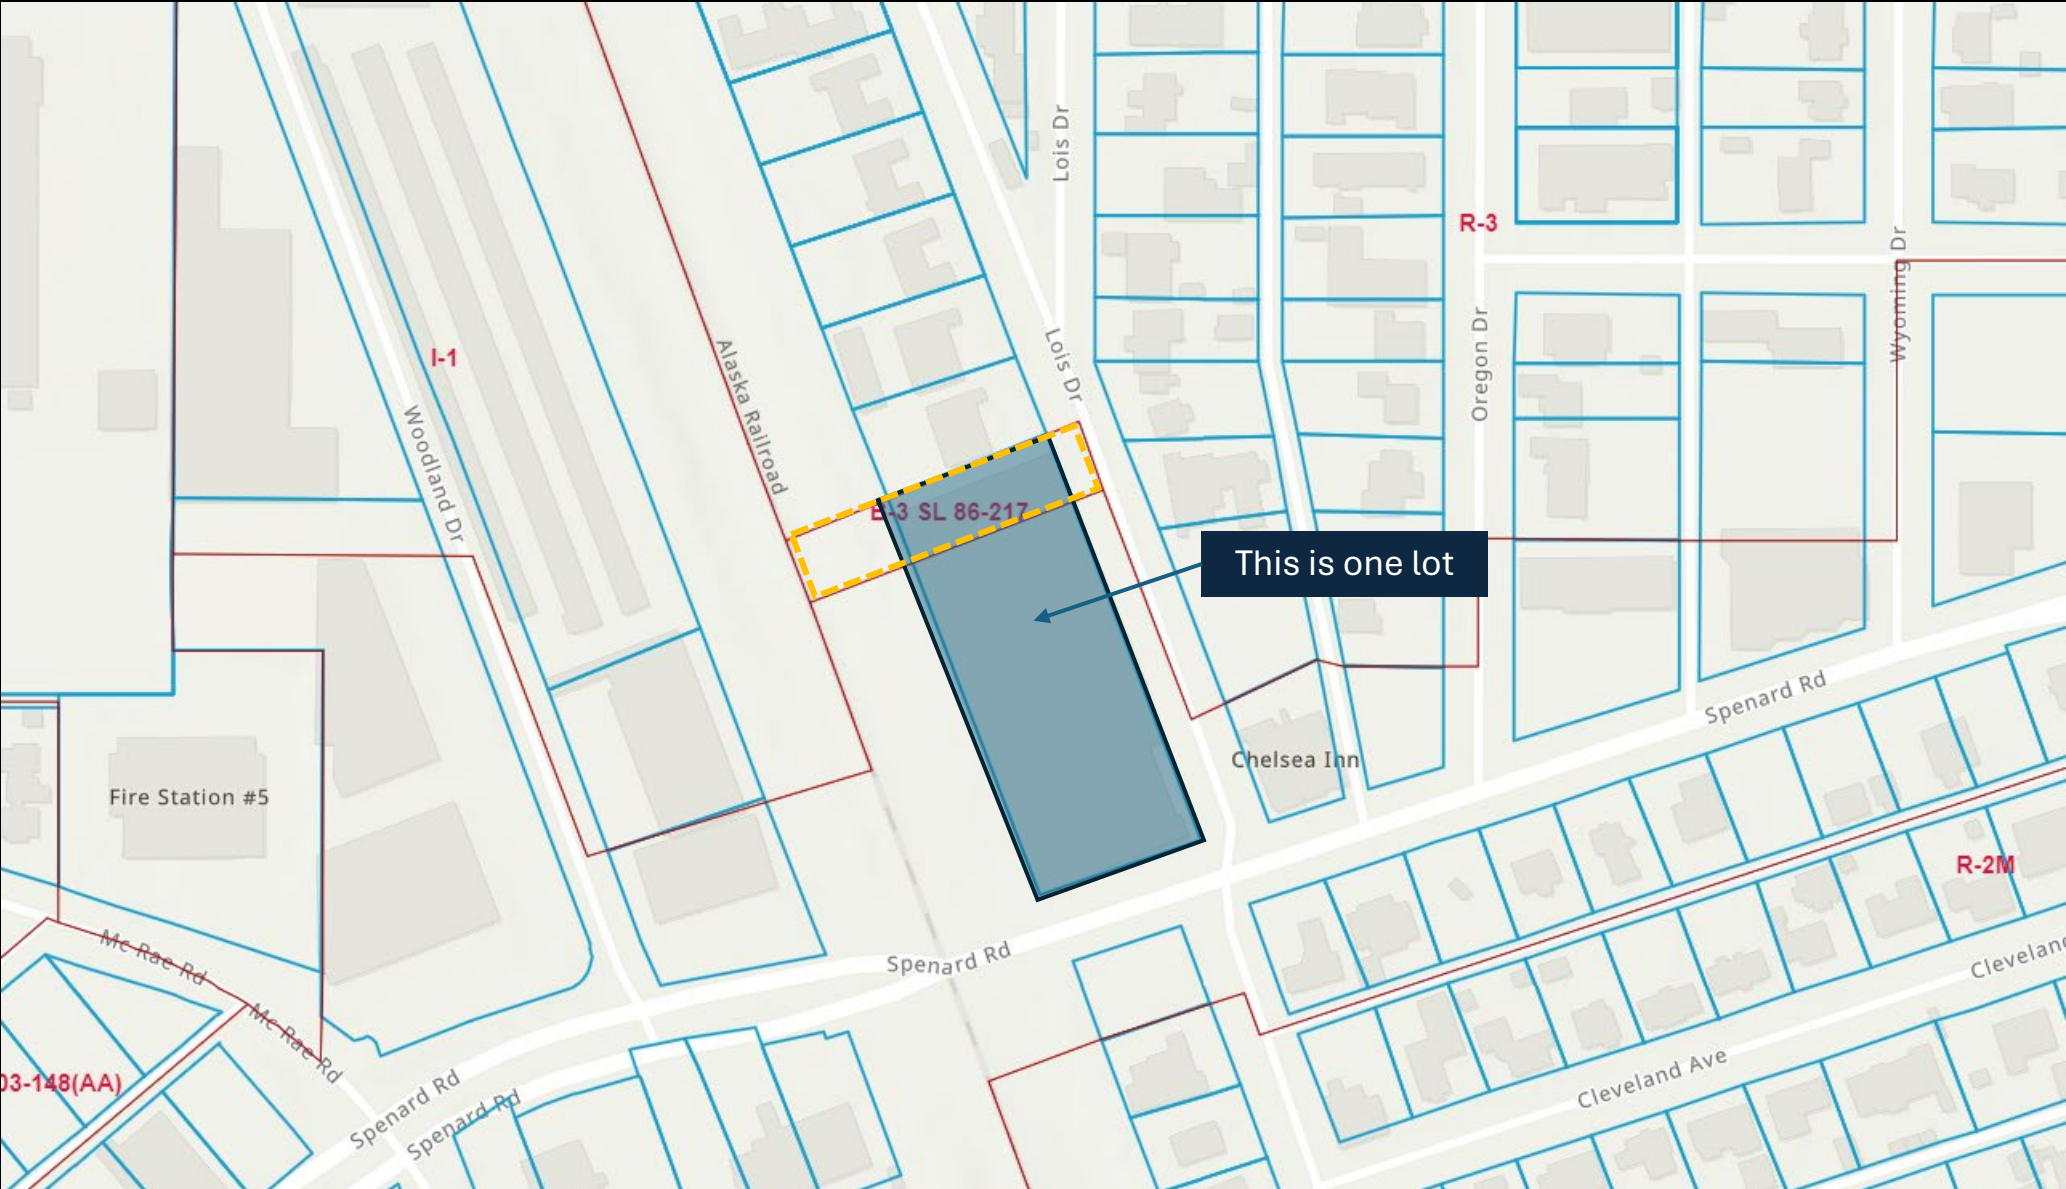 Lois Dr
R-3
Wyoming Dr
Oregon Dr
Lois Dr
Alaska Railroad
I-1
Woodland Dr
B-3 SL 86-217
This is one lot
Spenard Rd
Chelsea Inn
Fire Station #5
R-2M
Mc Rae Rd
Spenard Rd
Cleveland
Mc Rae Rd
03-148(AA)
Cleveland Ave
Spenard Rd
Spenard Rd